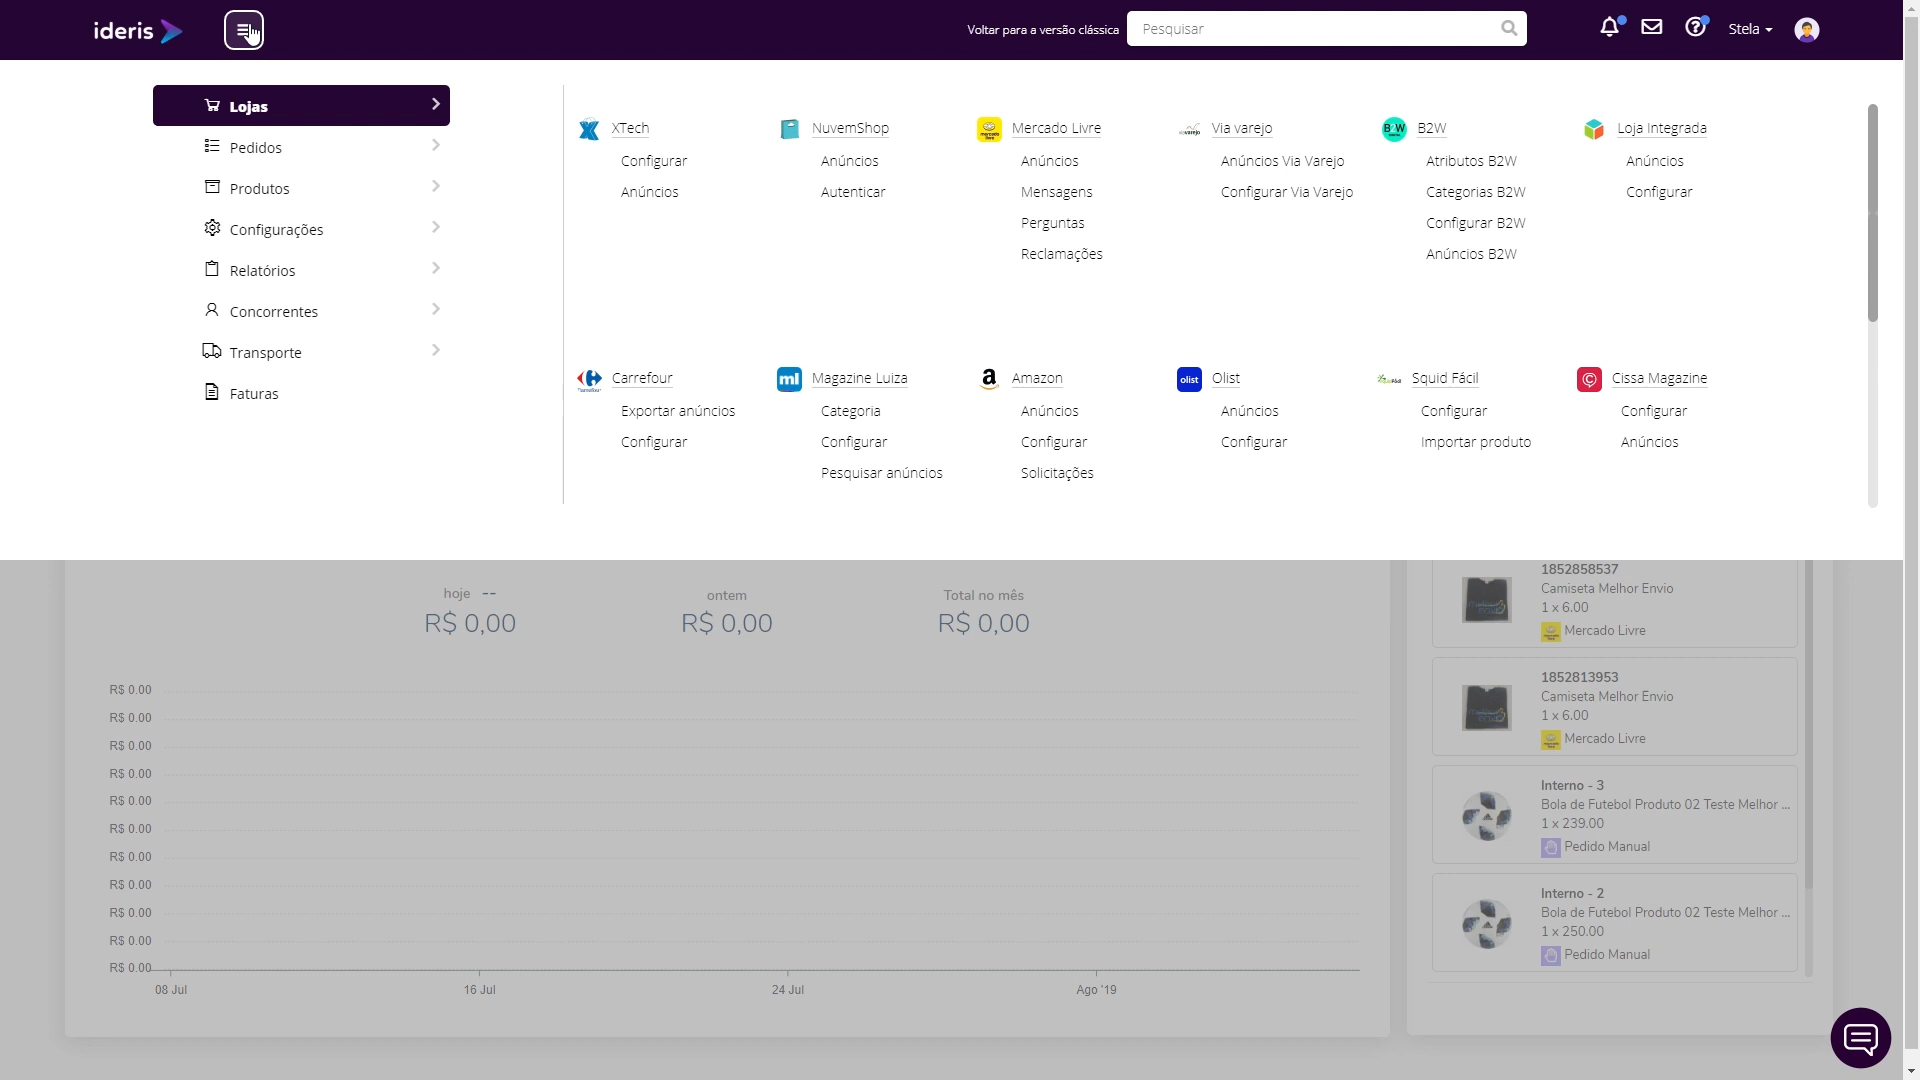 ideris
Voltar para a versão clássica
Pesquisar
Stela
Lojas
Pedidos
Produtos
Configurações
Relatórios
Concorrentes
Transporte
Faturas
XTech
Configurar
Anúncios
NuvemShop
Anúncios
Autenticar
Mercado Livre
Anúncios
Mensagens
Perguntas
Reclamações
Via varejo
Anúncios Via Varejo
Configurar Via Varejo
B2W
B2W
Atributos B2W
Categorias B2W
Configurar B2W
Anúncios B2W
Loja Integrada
Anúncios
Configurar
Carrefour
Exportar anúncios
Configurar
ml
Magazine Luiza
Categoria
Configurar
Pesquisar anúncios
a
Amazon
Anúncios
Configurar
Solicitações
olist
Olist
Anúncios
Configurar
Squid Fácil
Configurar
Importar produto
Cissa Magazine
Configurar
Anúncios
hoje --
R$ 0,00
ontem
R$ 0,00
Total no mês
R$ 0,00
R$ 0.00
R$ 0.00
R$ 0.00
R$ 0.00
R$ 0.00
R$ 0.00
R$ 0.00
R$ 0.00
R$ 0.00
R$ 0.00
R$ 0.00
08 Jul
16 Jul
24 Jul
Ago '19
1852858537
Camiseta Melhor Envio
1 x 6.00
Mercado Livre
1852813953
Camiseta Melhor Envio
1 x 6.00
Mercado Livre
Interno - 3
Bola de Futebol Produto 02 Teste Melhor ...
1 x 239.00
Pedido Manual
Interno - 2
Bola de Futebol Produto 02 Teste Melhor ...
1 x 250.00
Pedido Manual